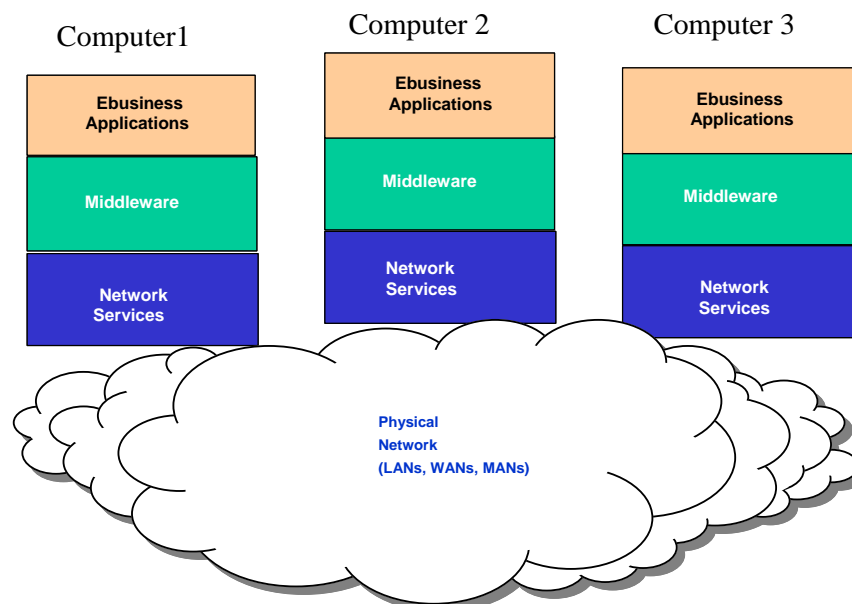 Computer1
Ebusiness
Applications
Middleware
Network
Services
Computer 2
Ebusiness
Applications
Middleware
Network
Services
Computer 3
Ebusiness
Applications
Middleware
Network
Services
Physical
Network
(LANs, WANs, MANs)